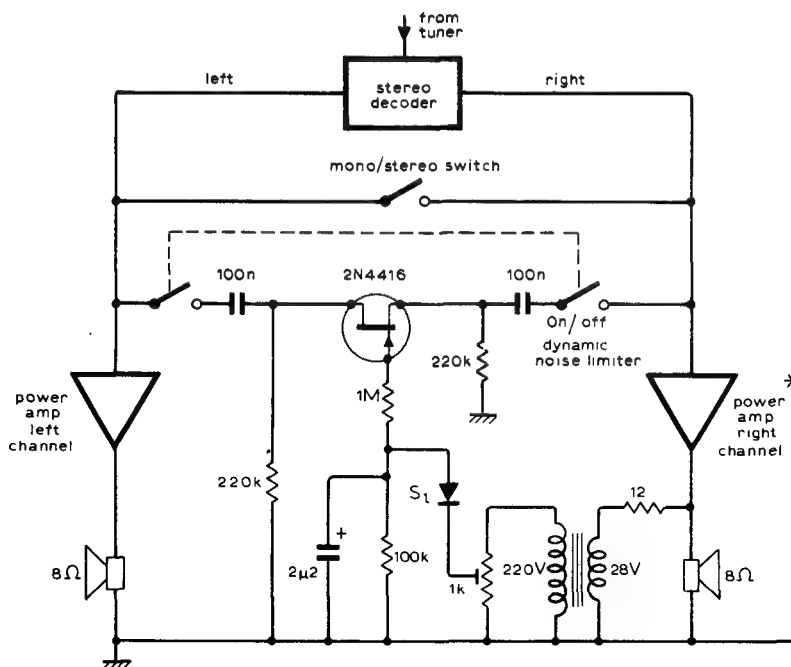 from
tuner
left
stereo
decoder
right
mono/stereo switch
100n
2N4416
100n
On/off
dynamic
noise limiter
220k
1M
power
amp
left
channel
power
amp
right
channel
220k
S₁
12
+
2μ2
100k
1k
220V
28V
8Ω
8Ω